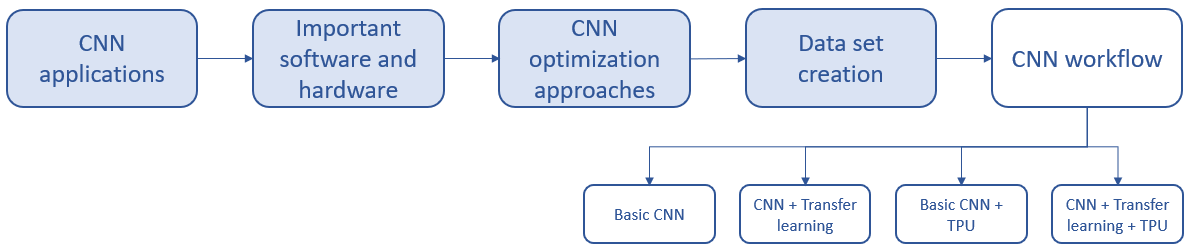 CNN
applications
Important
software and
hardware
CNN
optimization
approaches
Data set
creation
CNN workflow
Basic CNN
CNN + Transfer
learning
Basic CNN +
TPU
CNN + Transfer
learning + TPU